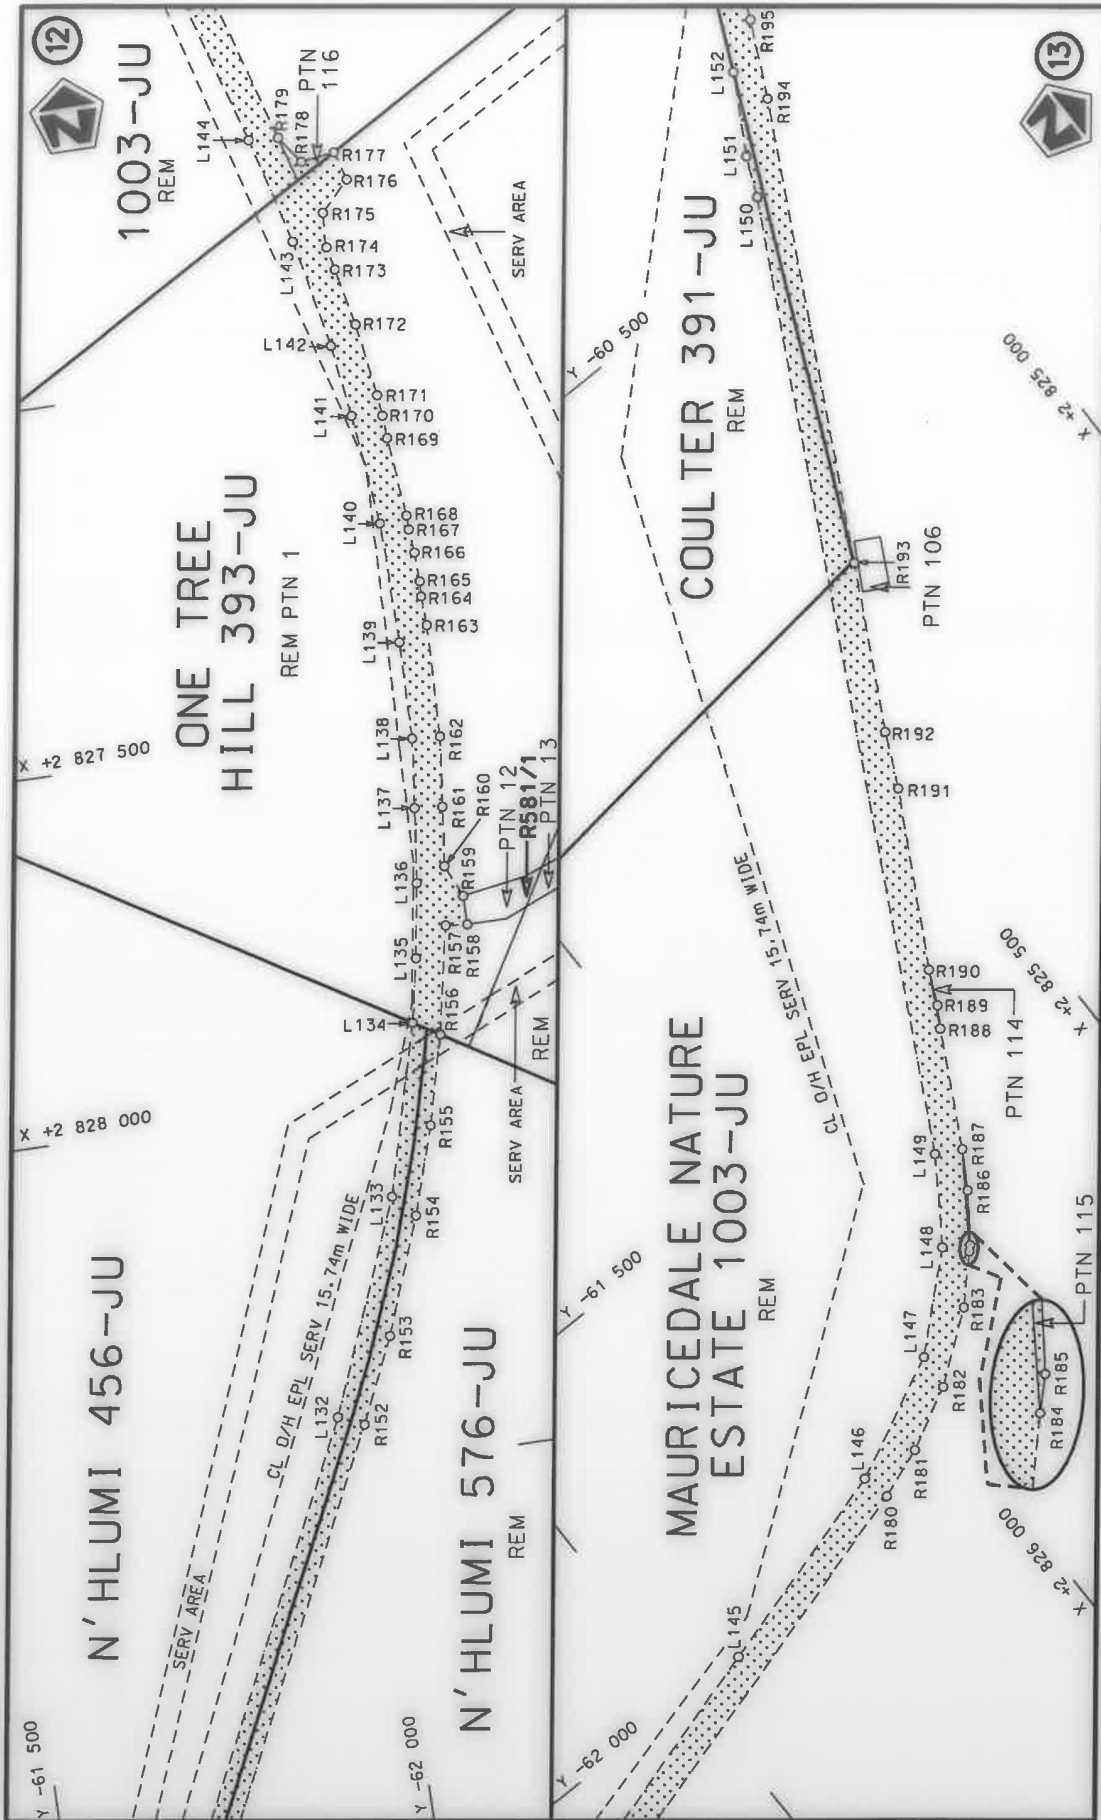 12
N
1003-JU
REM
L144
R179
R178
PTN
116
R177
R176
R175
R174
R173
R172
R171
R170
R169
R168
R167
R166
R165
R164
R163
R162
R161
R160
R159
R158
R157
R156
R155
R154
R153
R152
L143
L142
L141
L140
L139
L138
L137
L136
L135
L134
L133
L132
SERV AREA
ONE TREE
HILL 393-JU
REM PTN 1
X +2 827 500
PTN 12
R581/1
PTN 13
REM
SERV AREA
X +2 828 000
N'HLUMI 456-JU
SERV AREA
CL O/H EPL SERV 15.74m WIDE
N'HLUMI 576-JU
REM
Y -61 500
Y -62 000
13
N
R195
L152
R194
L151
L150
COULTER 391-JU
REM
Y -60 500
X +2 825 000
R193
PTN 106
R192
R191
R190
R189
R188
PTN 114
X +2 825 500
CL O/H EPL SERV 15.74m WIDE
MAURICEDALE NATURE
ESTATE 1003-JU
REM
L149
R187
R186
L148
R183
L147
R182
PTN 115
R185
R184
L146
R181
R180
L145
Y -61 500
X +2 826 000
Y -62 000